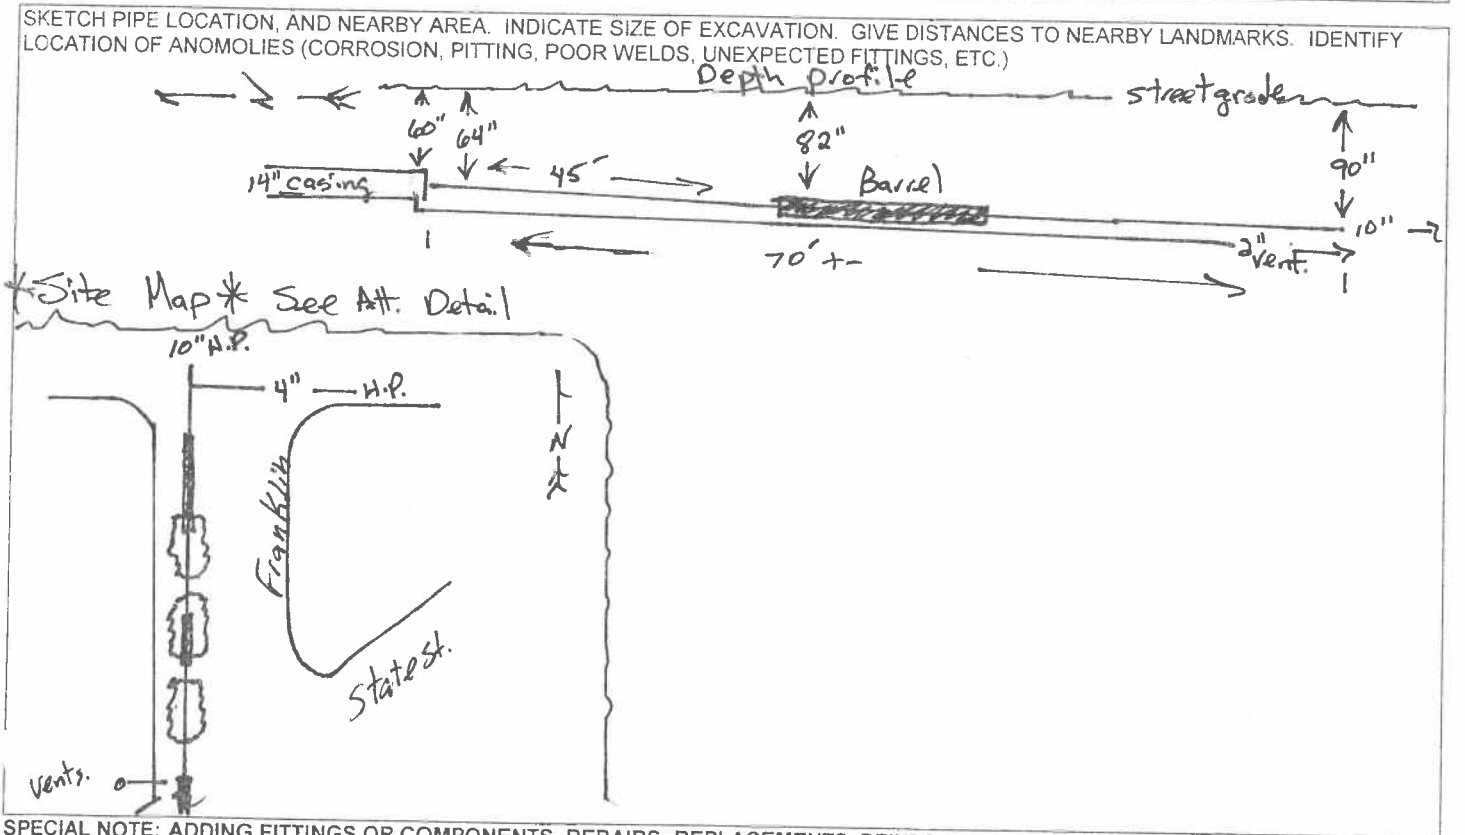 SKETCH PIPE LOCATION, AND NEARBY AREA. INDICATE SIZE OF EXCAVATION. GIVE DISTANCES TO NEARBY LANDMARKS. IDENTIFY
LOCATION OF ANOMOLIES (CORROSION, PITTING, POOR WELDS, UNEXPECTED FITTINGS, ETC.)
Depth profile
street grade
N
60"
64"
82"
90"
14" casing
45'
Barrel
10"
70' +-
2" vent.
*Site Map* See Att. Detail
10" H.P.
4" H.P.
N
Franklin
State St.
vents.
SPECIAL NOTE: ADDING FITTINGS OR COMPONENTS, REPAIRS, REPLACEMENTS,